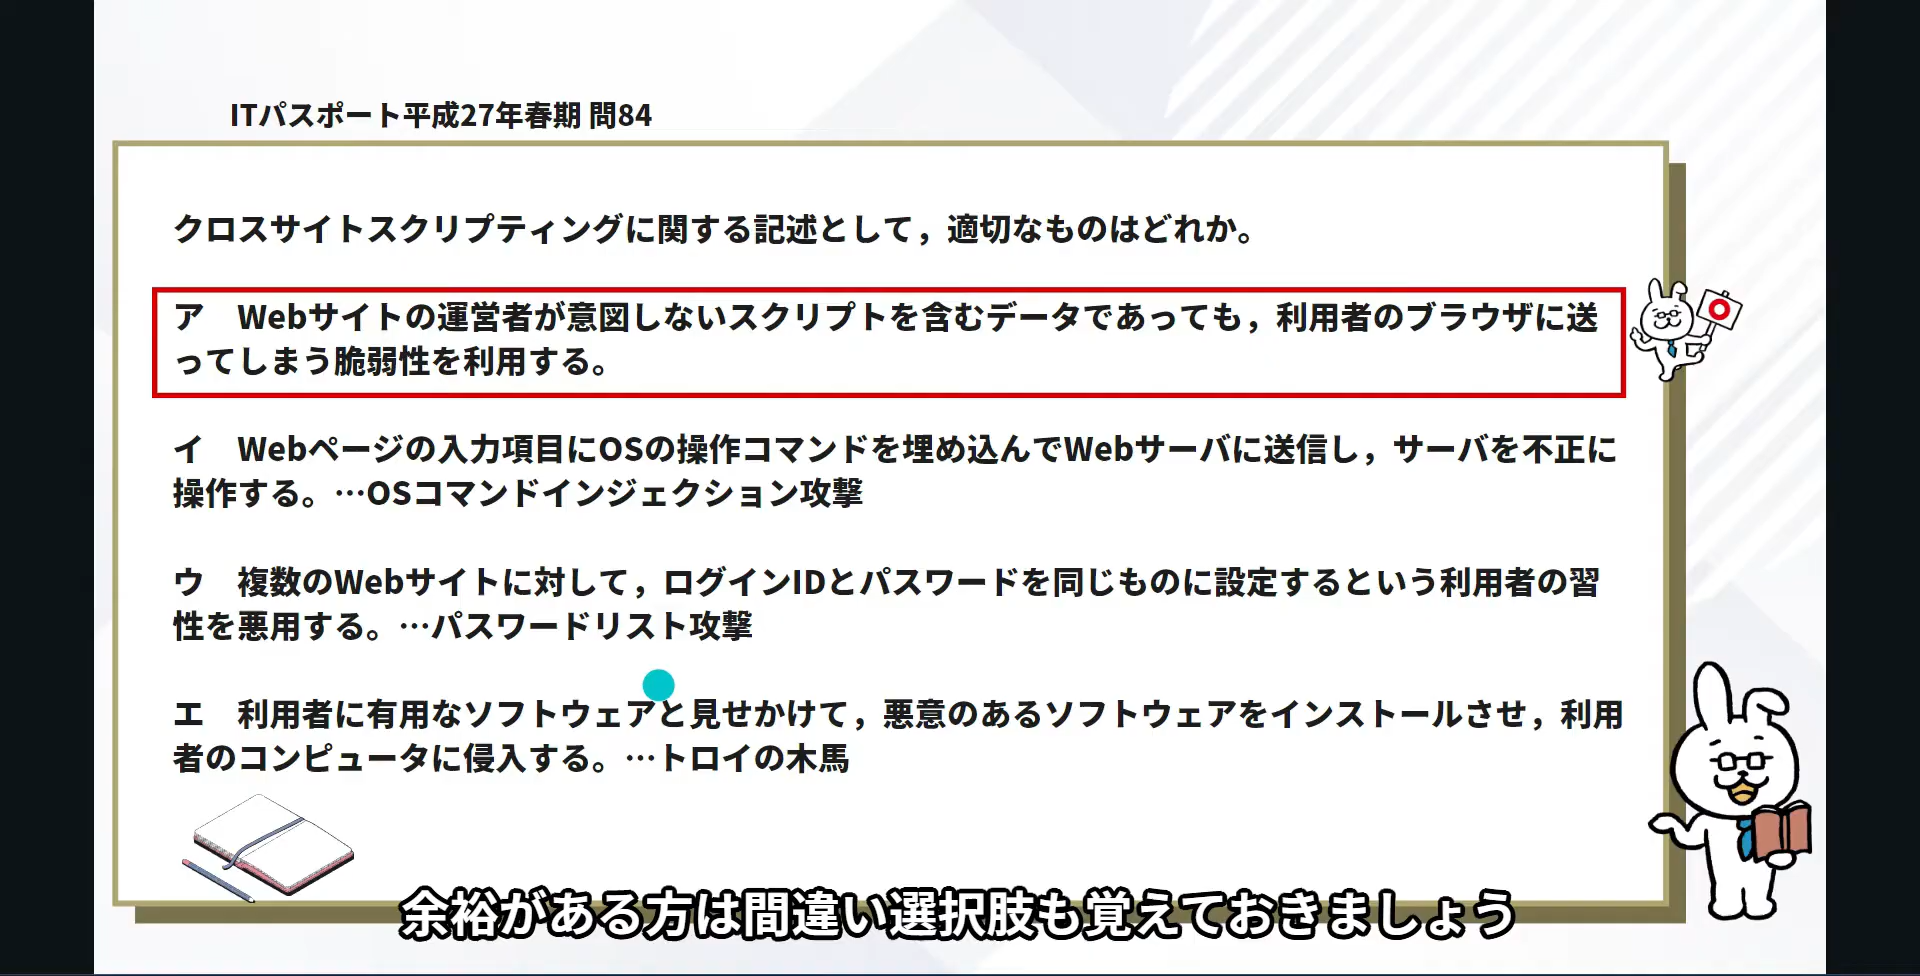 ITパスポート平成27年春期 問84
クロスサイトスクリプティングに関する記述として，適切なものはどれか。
ア　Webサイトの運営者が意図しないスクリプトを含むデータであっても，利用者のブラウザに送
ってしまう脆弱性を利用する。
イ　Webページの入力項目にOSの操作コマンドを埋め込んでWebサーバに送信し，サーバを不正に
操作する。…OSコマンドインジェクション攻撃
ウ　複数のWebサイトに対して，ログインIDとパスワードを同じものに設定するという利用者の習
性を悪用する。…パスワードリスト攻撃
エ　利用者に有用なソフトウェアと見せかけて，悪意のあるソフトウェアをインストールさせ，利用
者のコンピュータに侵入する。…トロイの木馬
余裕がある方は間違い選択肢も覚えておきましょう